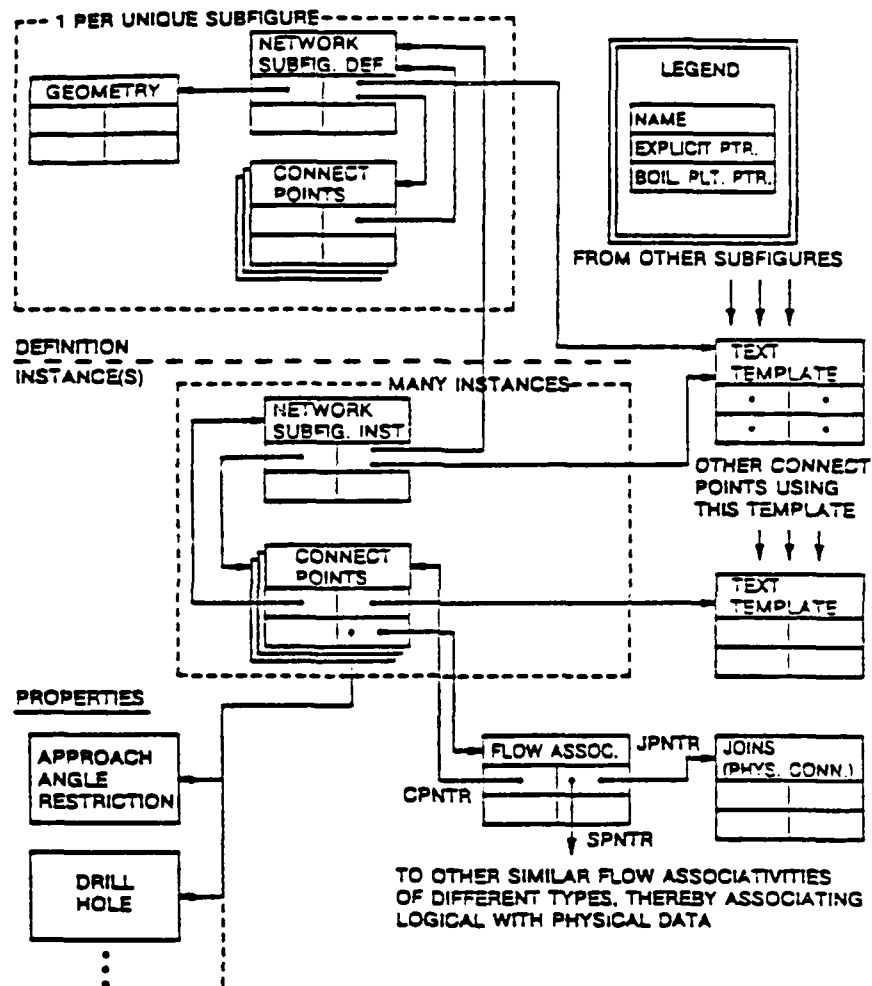 1 PER UNIQUE SUBFIGURE
NETWORK
SUBFIG. DEF
GEOMETRY
CONNECT
POINTS
LEGEND
NAME
EXPLICIT PTR.
BOIL. PLT. PTR.
FROM OTHER SUBFIGURES
DEFINITION
INSTANCE(S)
TEXT
TEMPLATE
MANY INSTANCES
NETWORK
SUBFIG. INST
OTHER CONNECT
POINTS USING
THIS TEMPLATE
CONNECT
POINTS
TEXT
TEMPLATE
PROPERTIES
APPROACH
ANGLE
RESTRICTION
FLOW ASSOC.
JPNTR
JOINS
(PHYS. CONN.)
CPNTR
SPNTR
DRILL
HOLE
TO OTHER SIMILAR FLOW ASSOCIATIVITIES
OF DIFFERENT TYPES, THEREBY ASSOCIATING
LOGICAL WITH PHYSICAL DATA